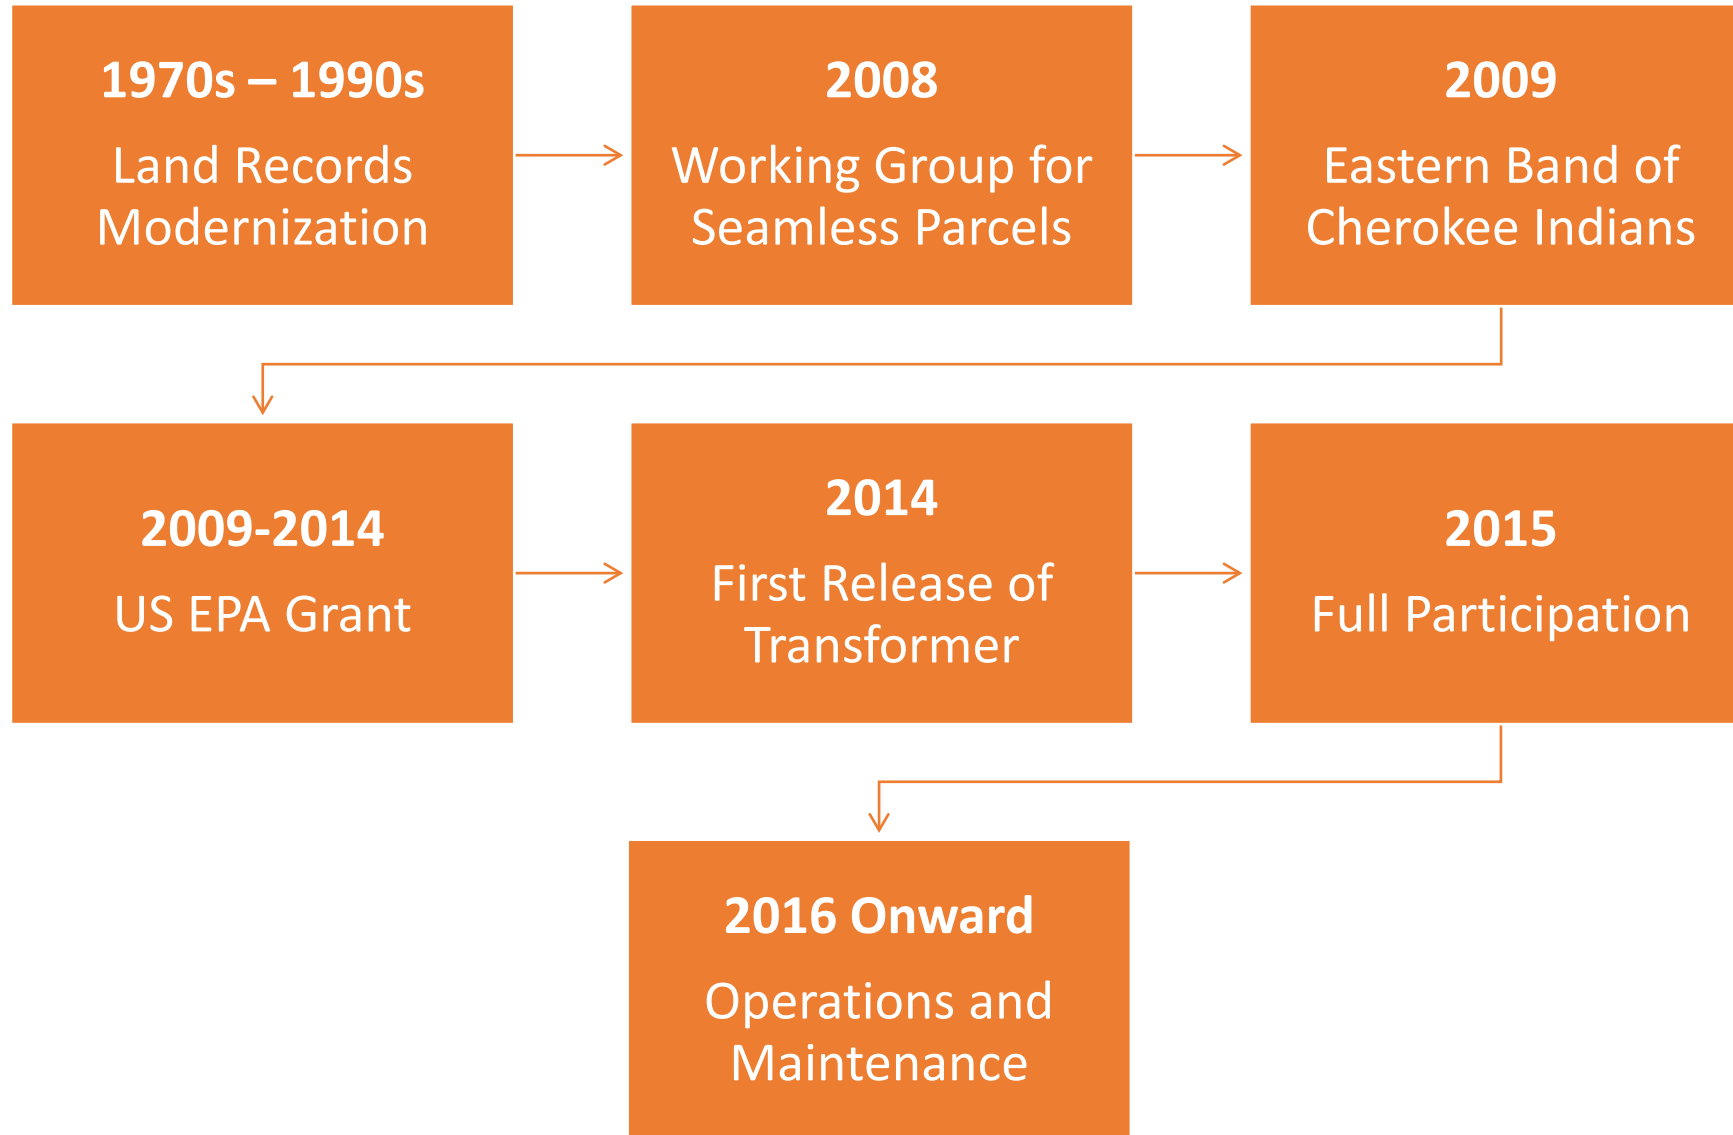 1970s – 1990s
Land Records
Modernization
2008
Working Group for
Seamless Parcels
2009
Eastern Band of
Cherokee Indians
2009-2014
US EPA Grant
2014
First Release of
Transformer
2015
Full Participation
2016 Onward
Operations and
Maintenance